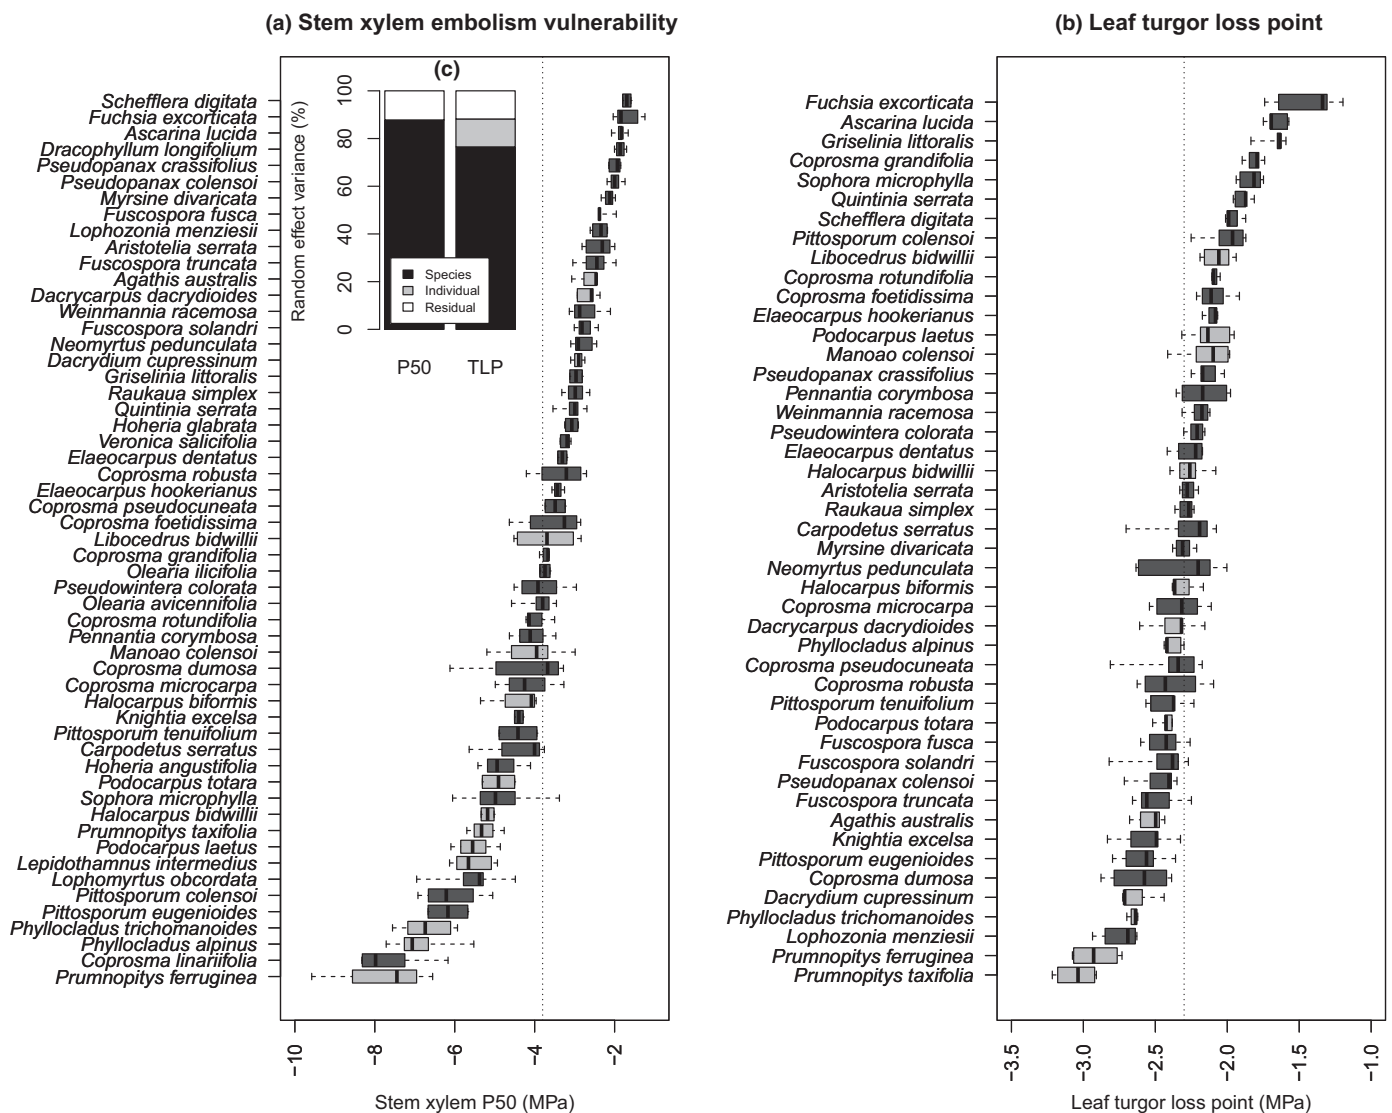 (a) Stem xylem embolism vulnerability
Schefflera digitata
Fuchsia excorticata
Ascarina lucida
Dracophyllum longifolium
Pseudopanax crassifolius
Pseudopanax colensoi
Myrsine divaricata
Fuscospora fusca
Lophozonia menziesii
Aristotelia serrata
Fuscospora truncata
Agathis australis
Dacrycarpus dacrydioides
Weinmannia racemosa
Fuscospora solandri
Neomyrtus pedunculata
Dacrydium cupressinum
Griselinia littoralis
Raukaua simplex
Quintinia serrata
Hoheria glabrata
Veronica salicifolia
Elaeocarpus dentatus
Coprosma robusta
Elaeocarpus hookerianus
Coprosma pseudocuneata
Coprosma foetidissima
Libocedrus bidwillii
Coprosma grandifolia
Olearia ilicifolia
Pseudowintera colorata
Olearia avicennifolia
Coprosma rotundifolia
Pennantia corymbosa
Manoao colensoi
Coprosma dumosa
Coprosma microcarpa
Halocarpus biformis
Knightia excelsa
Pittosporum tenuifolium
Carpodetus serratus
Hoheria angustifolia
Podocarpus totara
Sophora microphylla
Halocarpus bidwillii
Prumnopitys taxifolia
Podocarpus laetus
Lepidothamnus intermedius
Lophomyrtus obcordata
Pittosporum colensoi
Pittosporum eugenioides
Phyllocladus trichomanoides
Phyllocladus alpinus
Coprosma linariifolia
Prumnopitys ferruginea
−10
−8
−6
−4
−2
Stem xylem P50 (MPa)
(c)
Random effect variance (%)
100
80
60
40
20
0
Species
Individual
Residual
P50
TLP
(b) Leaf turgor loss point
Fuchsia excorticata
Ascarina lucida
Griselinia littoralis
Coprosma grandifolia
Sophora microphylla
Quintinia serrata
Schefflera digitata
Pittosporum colensoi
Libocedrus bidwillii
Coprosma rotundifolia
Coprosma foetidissima
Elaeocarpus hookerianus
Podocarpus laetus
Manoao colensoi
Pseudopanax crassifolius
Pennantia corymbosa
Weinmannia racemosa
Pseudowintera colorata
Elaeocarpus dentatus
Halocarpus bidwillii
Aristotelia serrata
Raukaua simplex
Carpodetus serratus
Myrsine divaricata
Neomyrtus pedunculata
Halocarpus biformis
Coprosma microcarpa
Dacrycarpus dacrydioides
Phyllocladus alpinus
Coprosma pseudocuneata
Coprosma robusta
Pittosporum tenuifolium
Podocarpus totara
Fuscospora fusca
Fuscospora solandri
Pseudopanax colensoi
Fuscospora truncata
Agathis australis
Knightia excelsa
Pittosporum eugenioides
Coprosma dumosa
Dacrydium cupressinum
Phyllocladus trichomanoides
Lophozonia menziesii
Prumnopitys ferruginea
Prumnopitys taxifolia
−3.5
−3.0
−2.5
−2.0
−1.5
−1.0
Leaf turgor loss point (MPa)